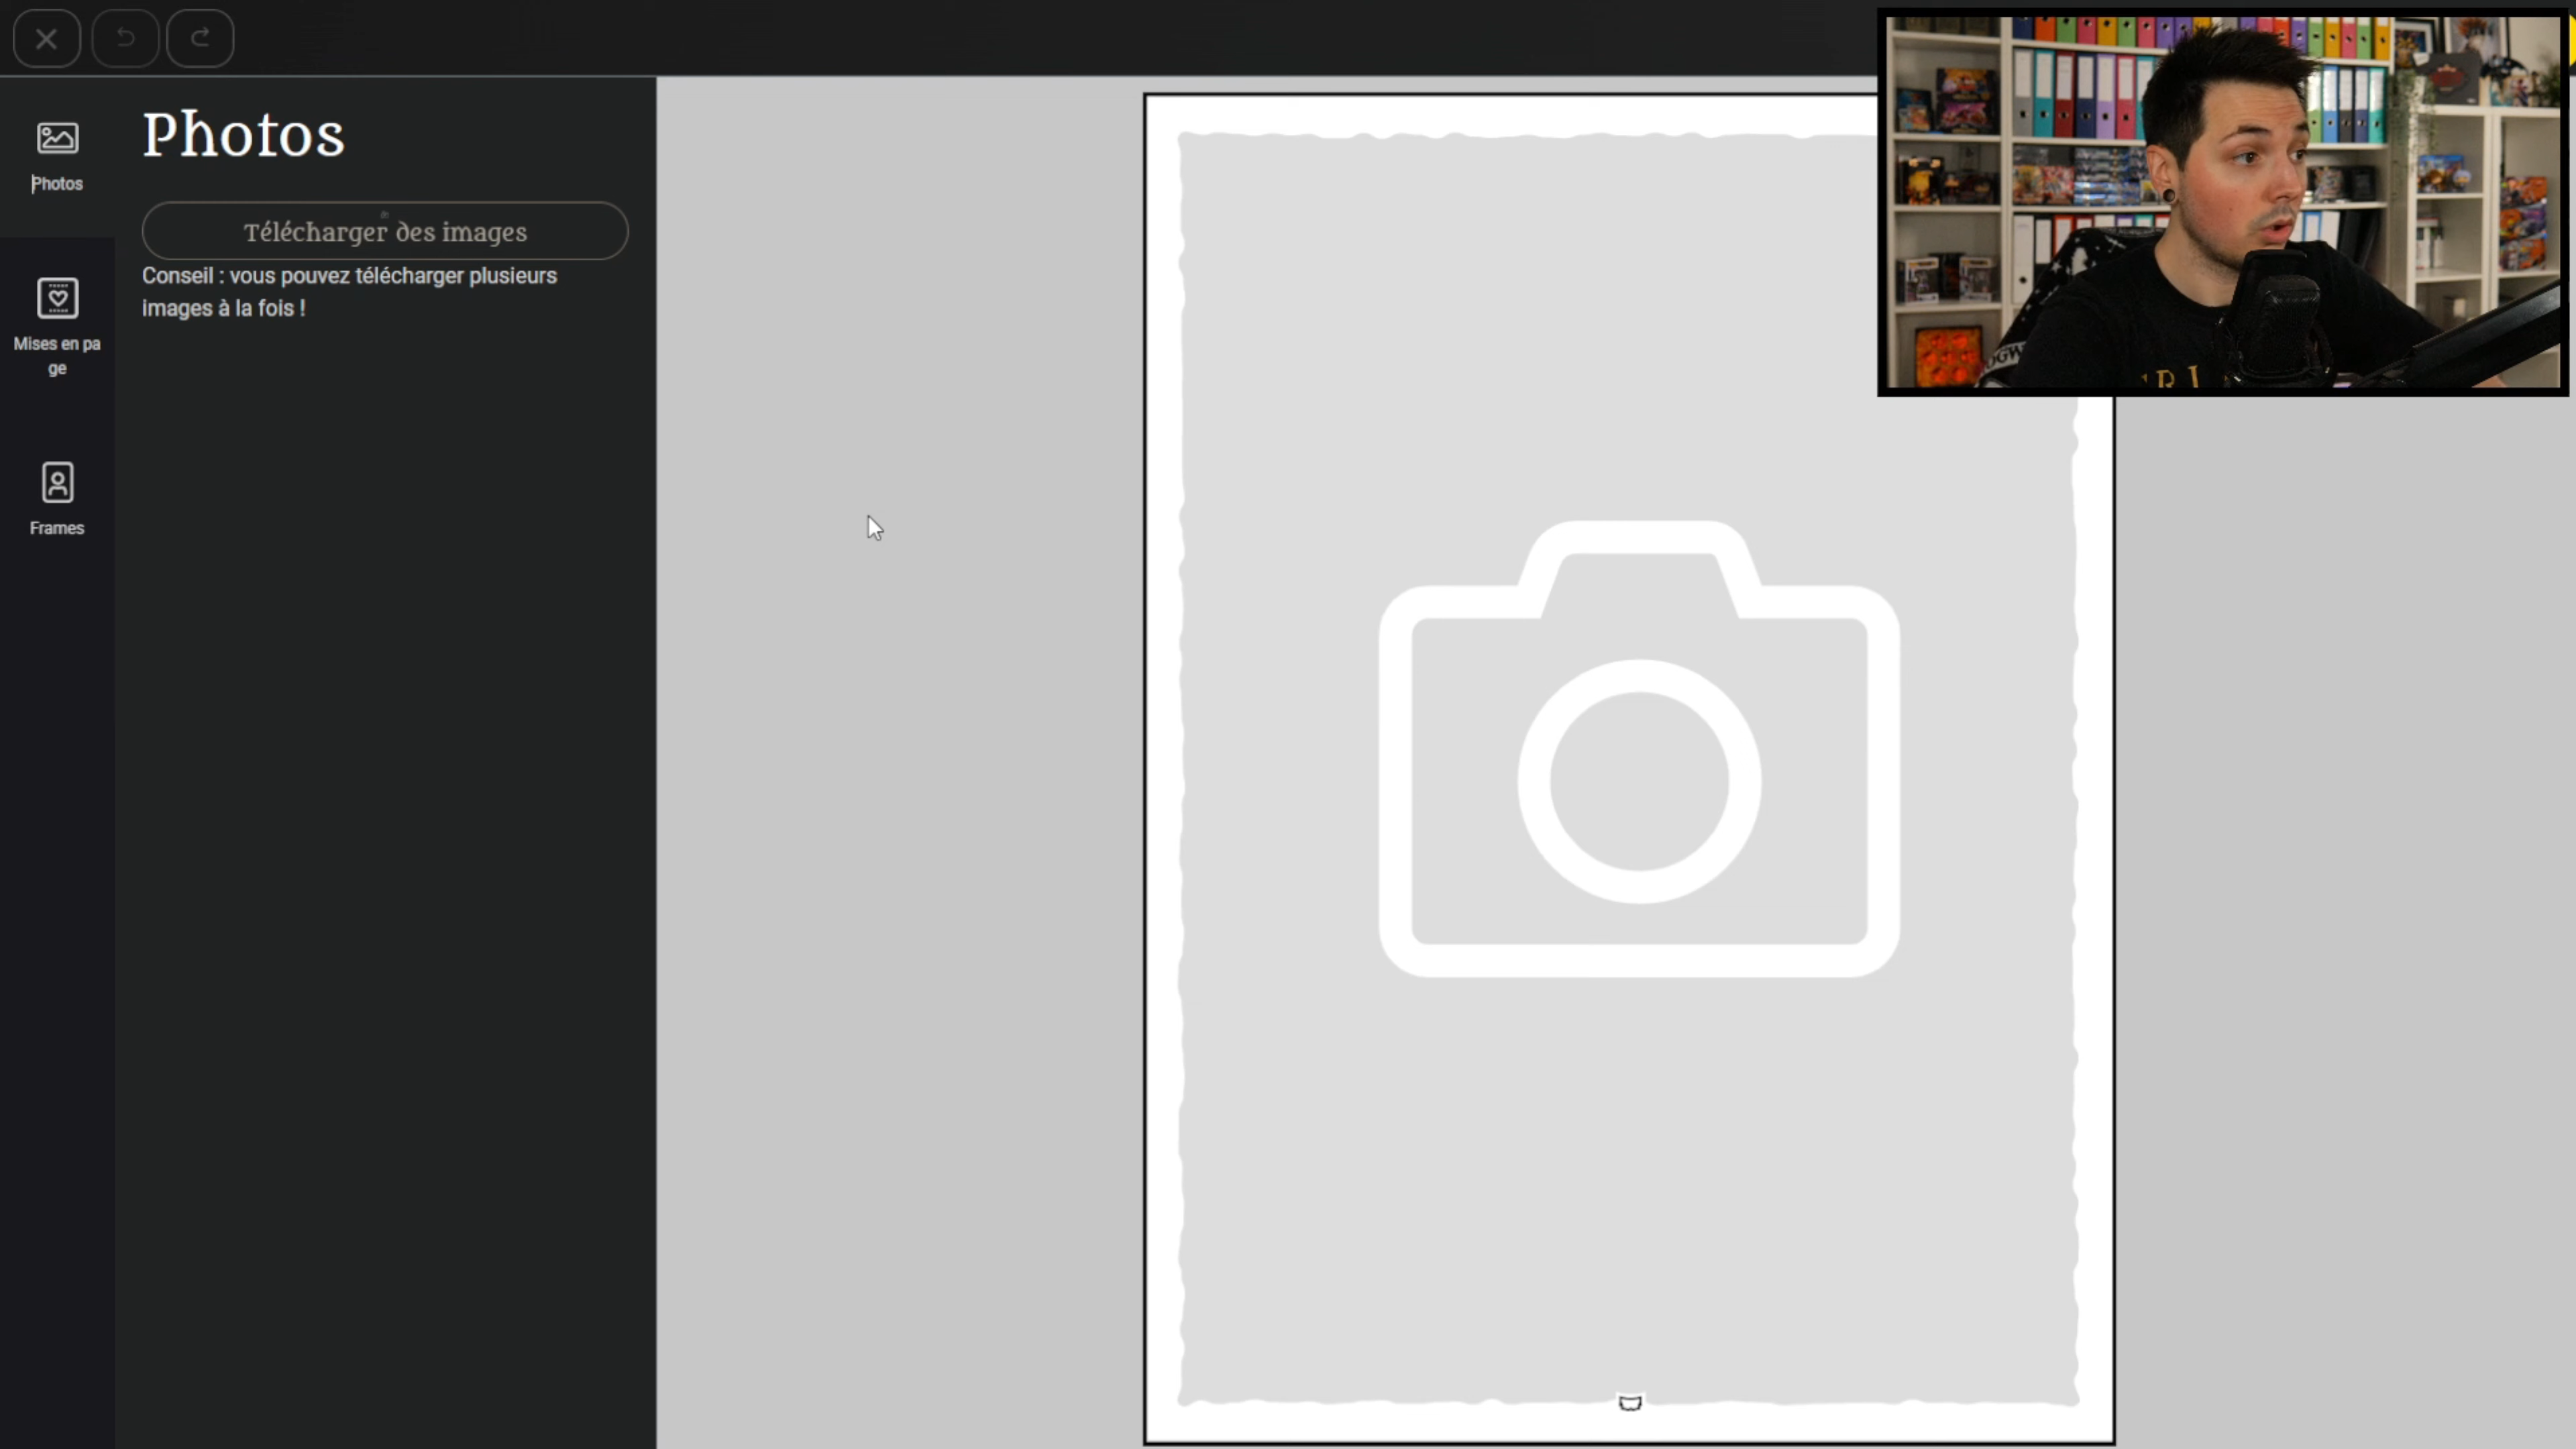 Photos
Photos
Télécharger des images
Conseil : vous pouvez télécharger plusieurs
images à la fois !
Mises en pa
ge
Frames